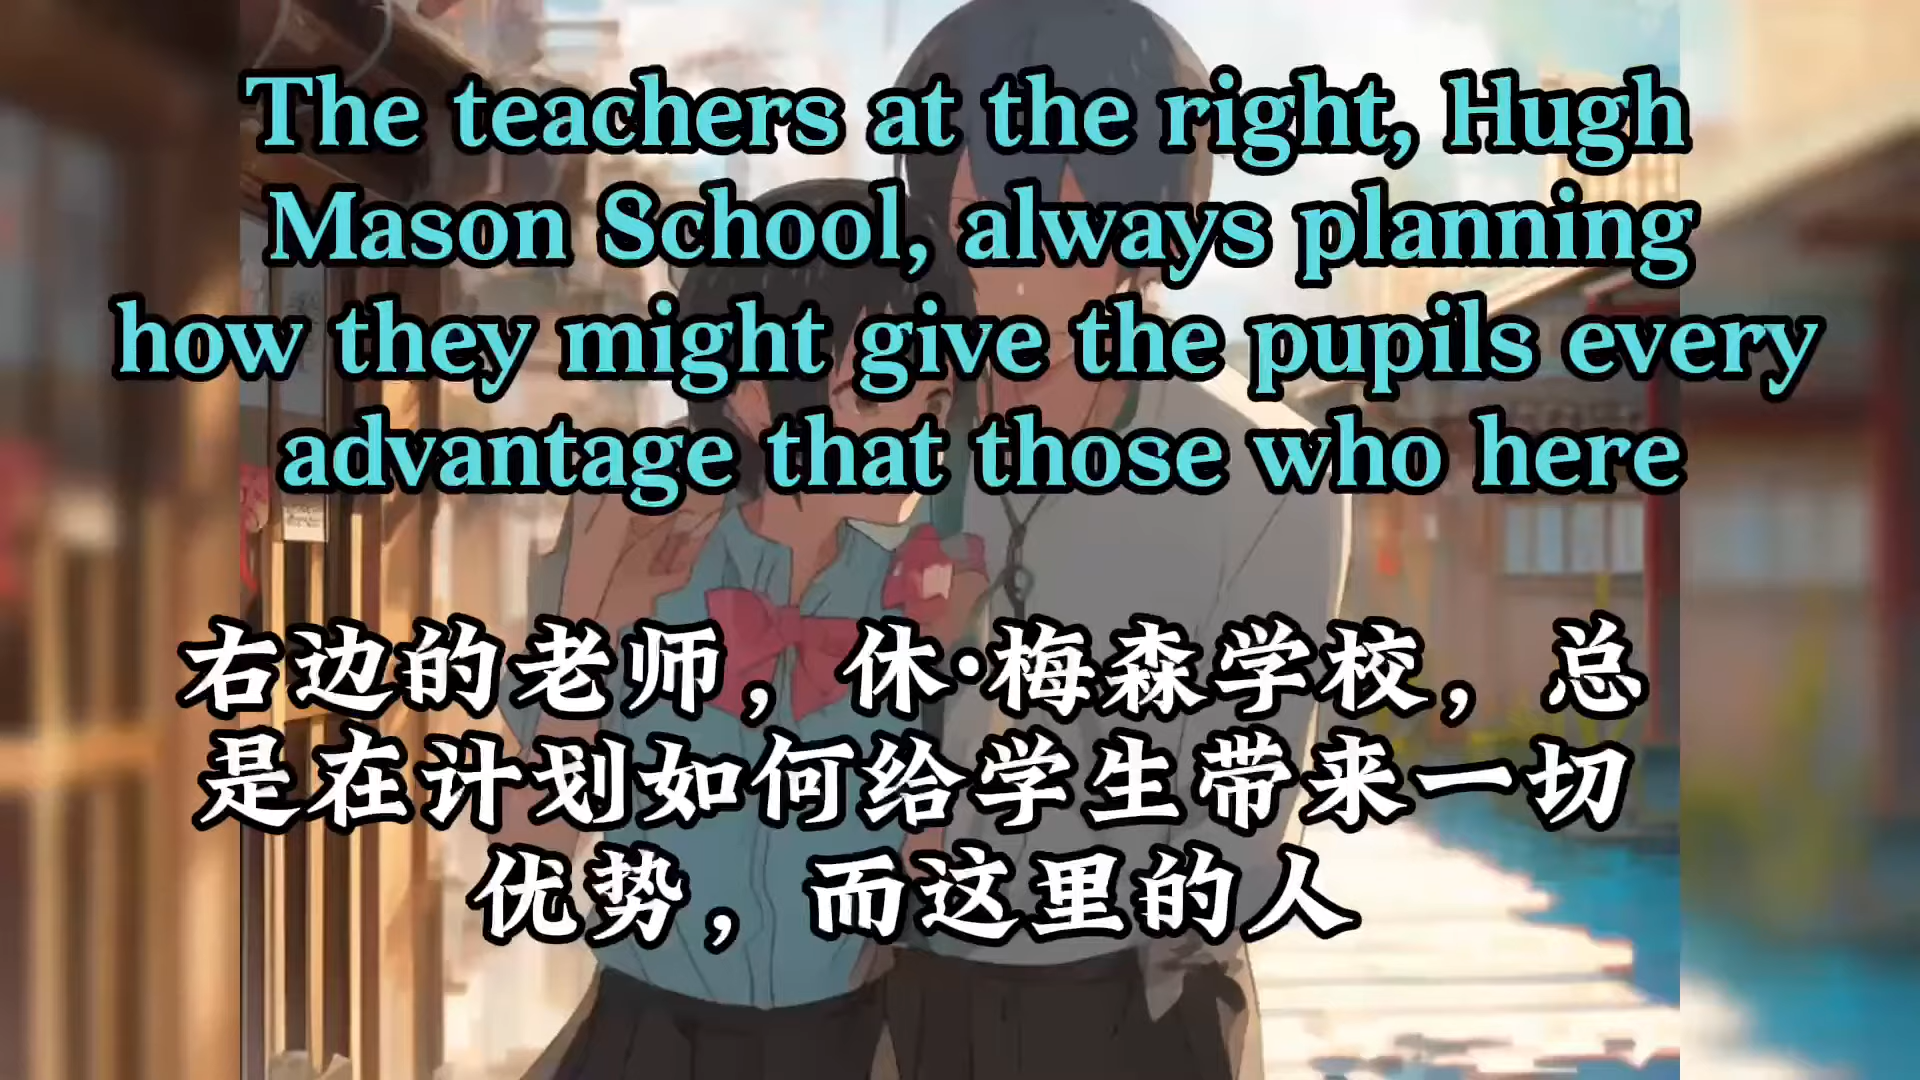 The teachers at the right, Hugh
Mason School, always planning
how they might give the pupils every
advantage that those who here
右边的老师，休·梅森学校，总
是在计划如何给学生带来一切
优势，而这里的人